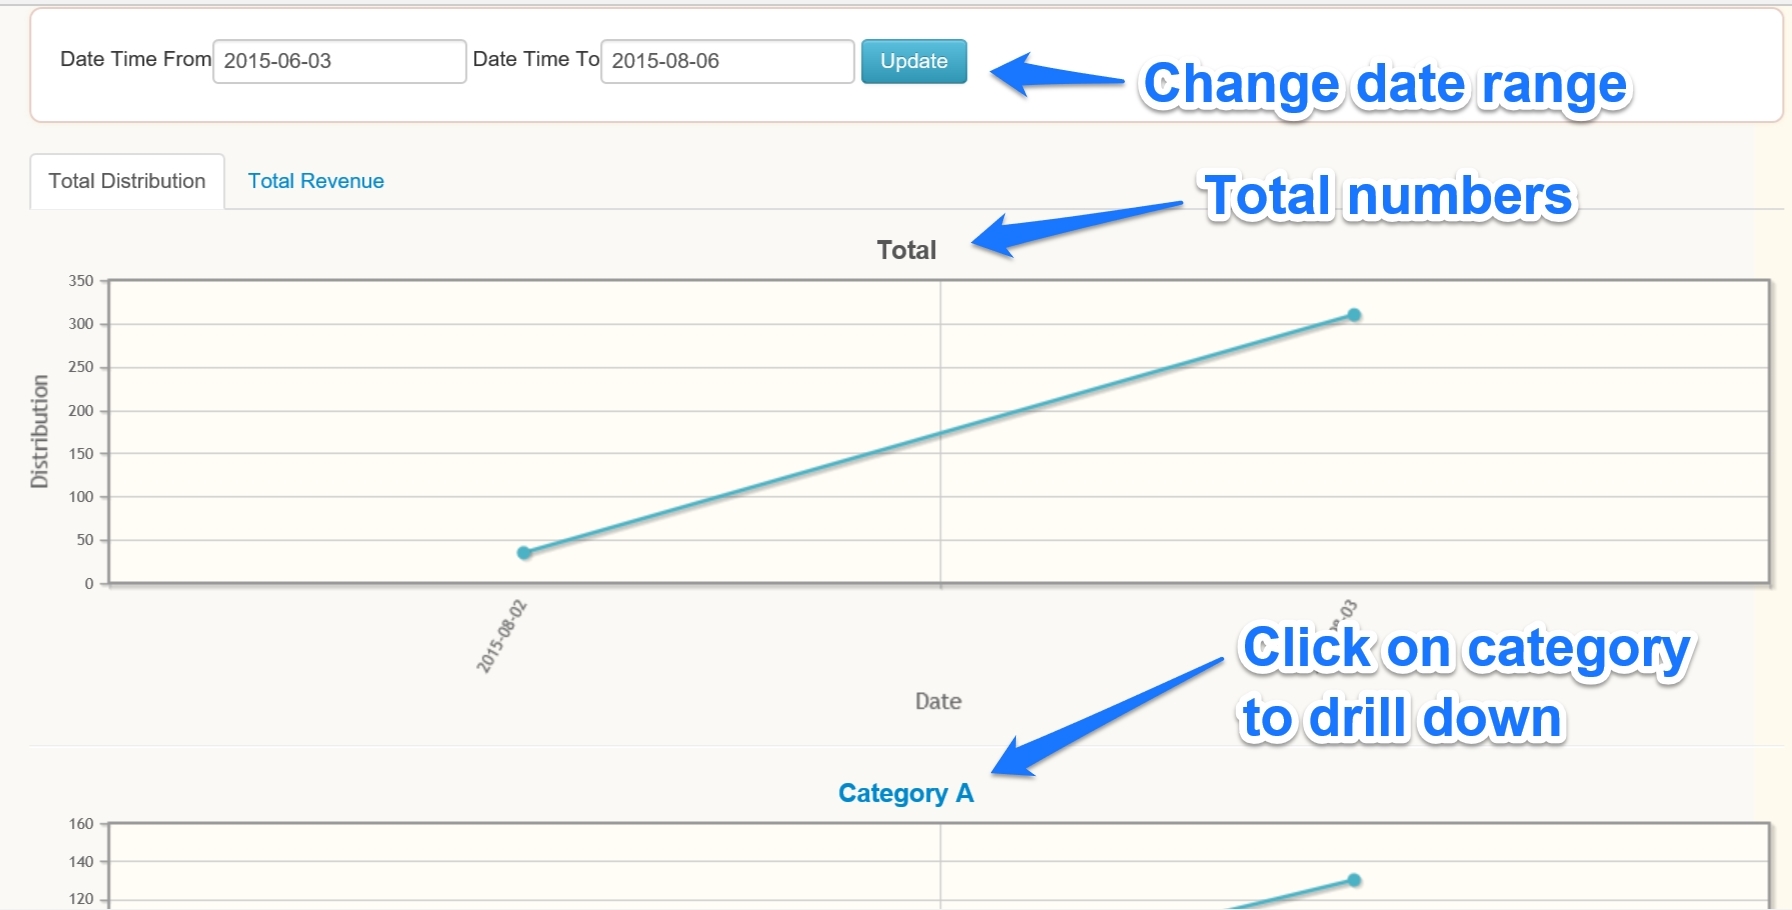 Date Time From 2015-06-03 Date Time To 2015-08-06 Update
Change date range
Total Distribution Total Revenue
Total numbers
Total
350
300
250
200
150
100
50
0
Distribution
2015-08-02
-03
Date
Click on category
to drill down
Category A
160
140
120